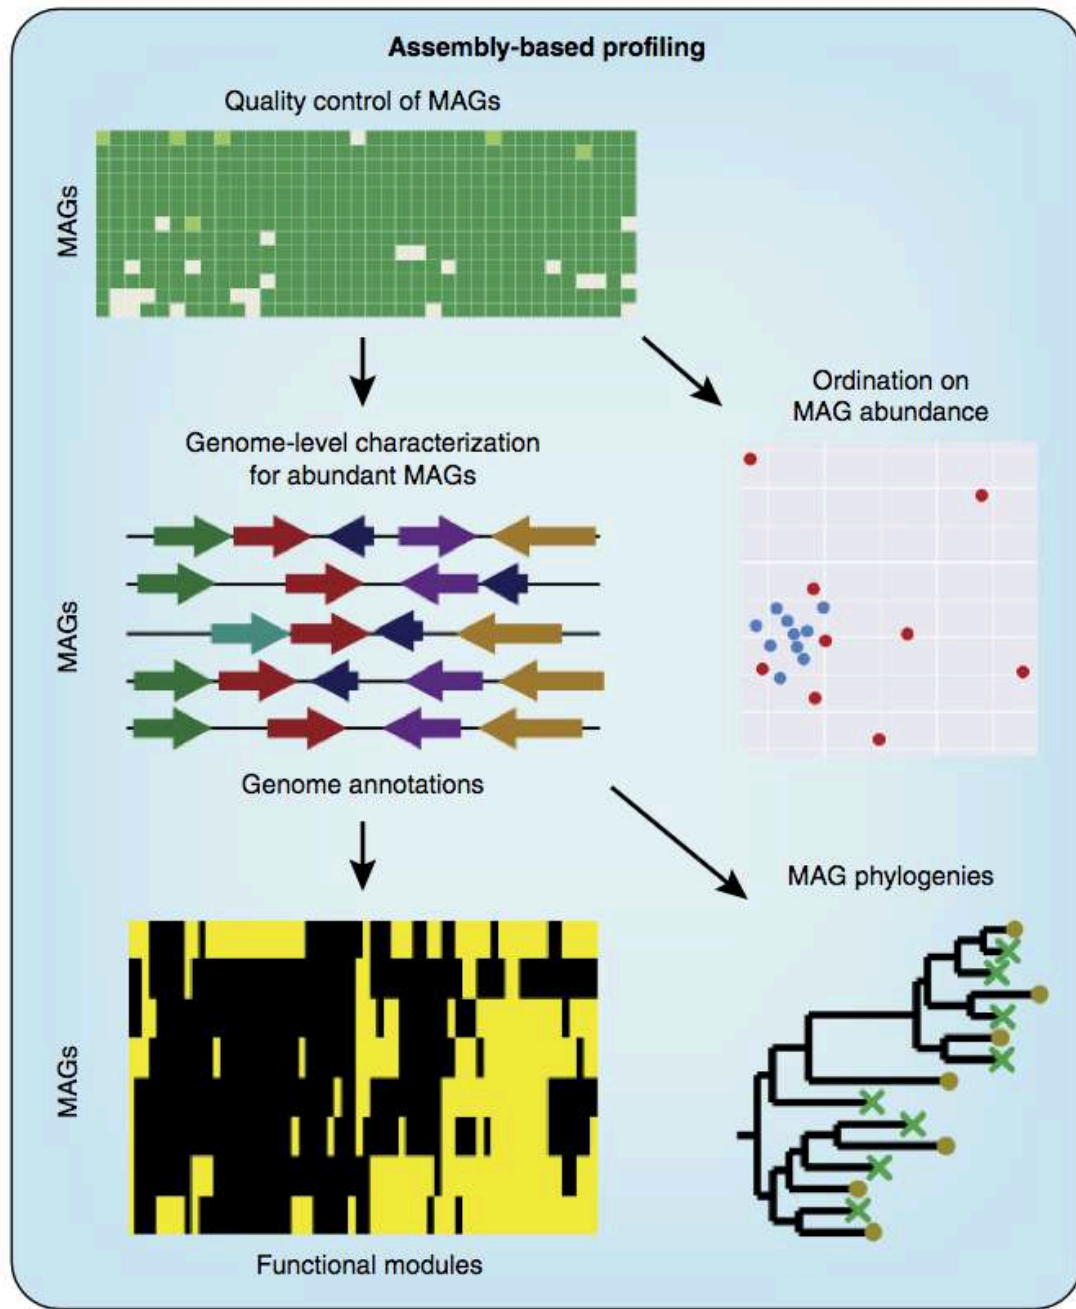 Assembly-based profiling
Quality control of MAGs
MAGs
Ordination on
MAG abundance
Genome-level characterization
for abundant MAGs
MAGs
Genome annotations
MAG phylogenies
MAGs
Functional modules